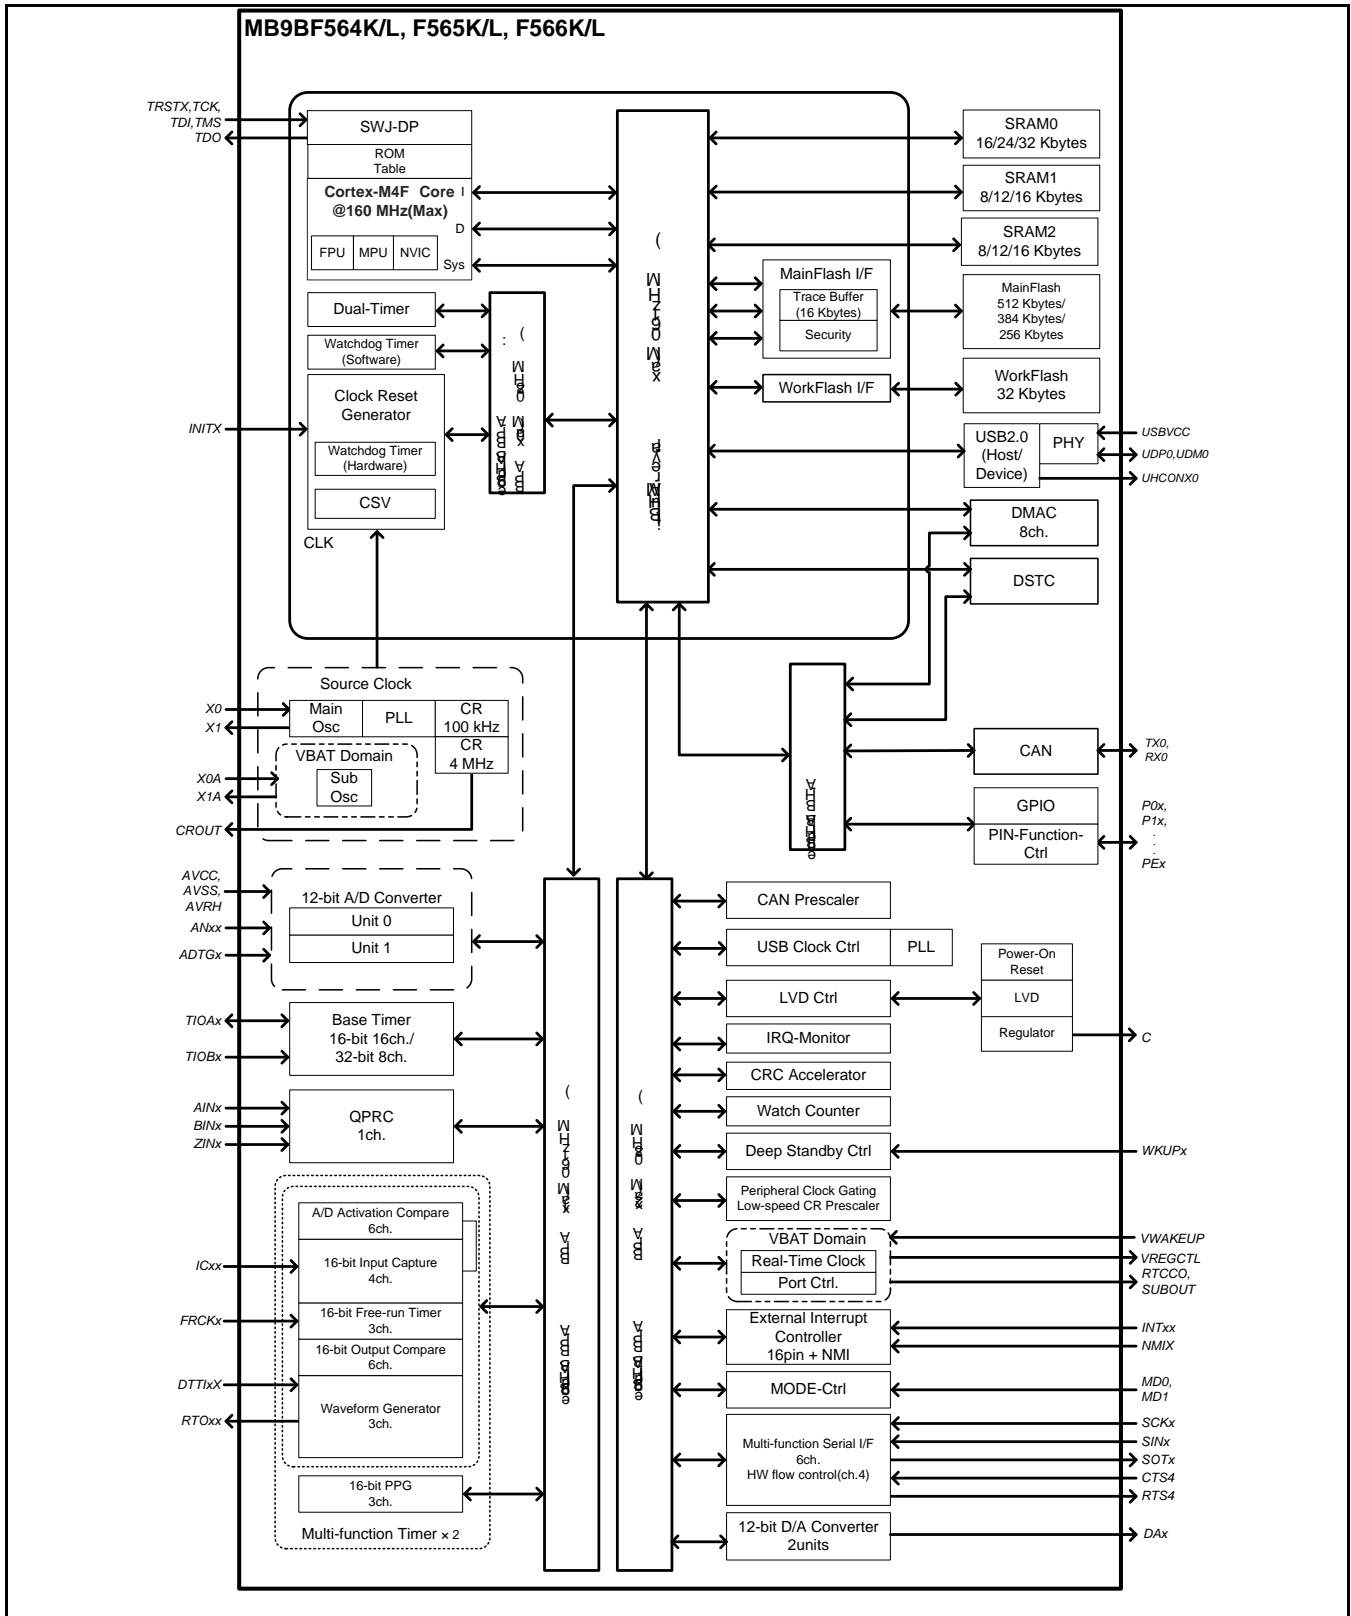 MB9BF564K/L, F565K/L, F566K/L
TRSTX,TCK,
TDI,TMS
TDO
SWJ-DP
ROM
Table
Cortex-M4F Core
@160 MHz(Max)
I
D
Sys
FPU
MPU
NVIC
Dual-Timer
Watchdog Timer
(Software)
Clock Reset
Generator
Watchdog Timer
(Hardware)
CSV
CLK
INITX
SRAM0
16/24/32 Kbytes
SRAM1
8/12/16 Kbytes
SRAM2
8/12/16 Kbytes
MainFlash I/F
Trace Buffer
(16 Kbytes)
Security
MainFlash
512 Kbytes/
384 Kbytes/
256 Kbytes
WorkFlash I/F
WorkFlash
32 Kbytes
USB2.0
(Host/
Device)
PHY
USBVCC
UDP0,UDM0
UHCONX0
DMAC
8ch.
DSTC
Source Clock
Main
Osc
PLL
CR
100 kHz
CR
4 MHz
VBAT Domain
Sub
Osc
X0
X1
X0A
X1A
CROUT
CAN
TX0,
RX0
GPIO
PIN-Function-
Ctrl
P0x,
P1x,
.
.
PEx
AVCC,
AVSS,
AVRH
ANxx
ADTGx
12-bit A/D Converter
Unit 0
Unit 1
TIOAx
TIOBx
Base Timer
16-bit 16ch./
32-bit 8ch.
AINx
BINx
ZINx
QPRC
1ch.
A/D Activation Compare
6ch.
16-bit Input Capture
4ch.
16-bit Free-run Timer
3ch.
16-bit Output Compare
6ch.
Waveform Generator
3ch.
16-bit PPG
3ch.
Multi-function Timer × 2
ICxx
FRCKx
DTTIxX
RTOxx
CAN Prescaler
USB Clock Ctrl
PLL
LVD Ctrl
Power-On
Reset
LVD
Regulator
C
IRQ-Monitor
CRC Accelerator
Watch Counter
Deep Standby Ctrl
WKUPx
Peripheral Clock Gating
Low-speed CR Prescaler
VBAT Domain
Real-Time Clock
Port Ctrl.
VWAKEUP
VREGCTL
RTCCO,
SUBOUT
External Interrupt
Controller
16pin + NMI
INTxx
NMIX
MODE-Ctrl
MD0,
MD1
Multi-function Serial I/F
6ch.
HW flow control(ch.4)
SCKx
SINx
SOTx
CTS4
RTS4
12-bit D/A Converter
2units
DAx